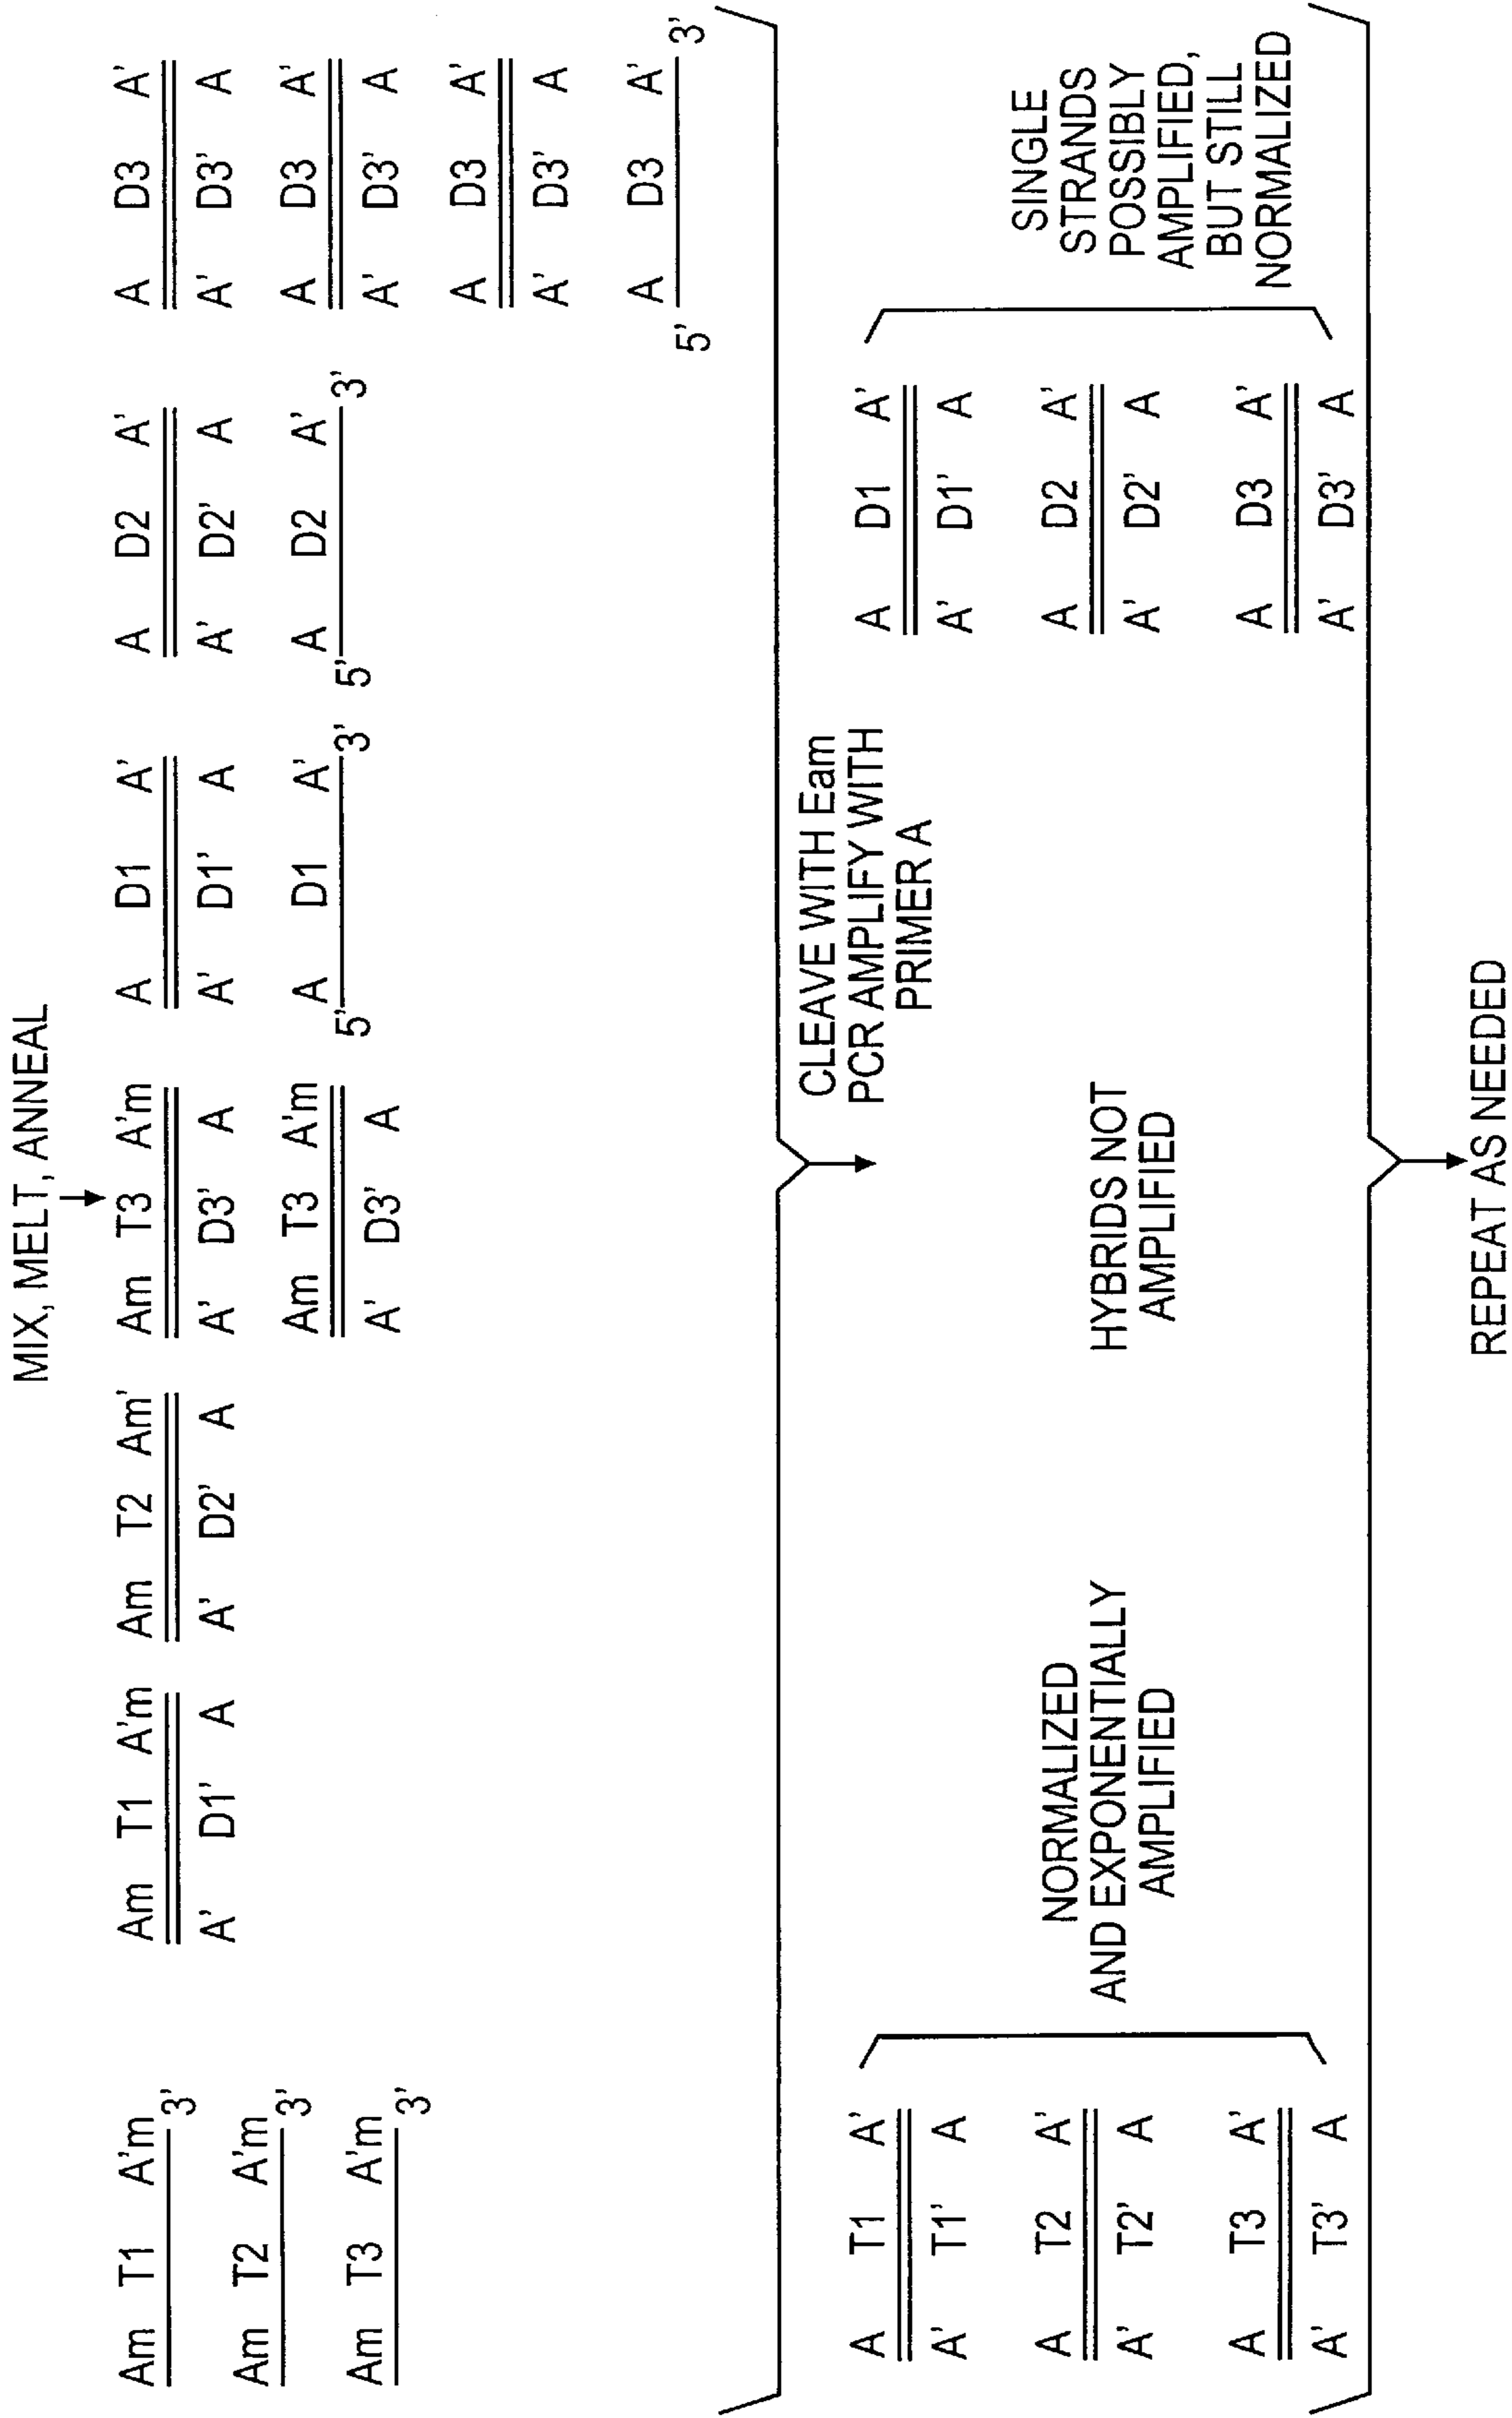 MIX, MELT, ANNEAL
Am T1 A'm
3'
Am T2 A'm
3'
Am T3 A'm
3'
Am T1 A'm
A' D1' A
Am T2 Am'
A' D2' A
Am T3 A'm
A' D3' A
Am T3 A'm
A' D3' A
A D1 A'
A' D1' A
A D1 A'
5' 3'
A D2 A'
A' D2' A
A D2 A'
5' 3'
A D3 A'
A' D3' A
A D3 A'
A' D3' A
A D3 A'
A' D3' A
A D3 A'
5' 3'
CLEAVE WITH Eam
PCR AMPLIFY WITH
PRIMER A
A T1 A'
A' T1' A
A T2 A'
A' T2' A
A T3 A'
A' T3' A
NORMALIZED
AND EXPONENTIALLY
AMPLIFIED
HYBRIDS NOT
AMPLIFIED
A D1 A'
A' D1' A
A D2 A'
A' D2' A
A D3 A'
A' D3' A
SINGLE
STRANDS
POSSIBLY
AMPLIFIED,
BUT STILL
NORMALIZED
REPEAT AS NEEDED